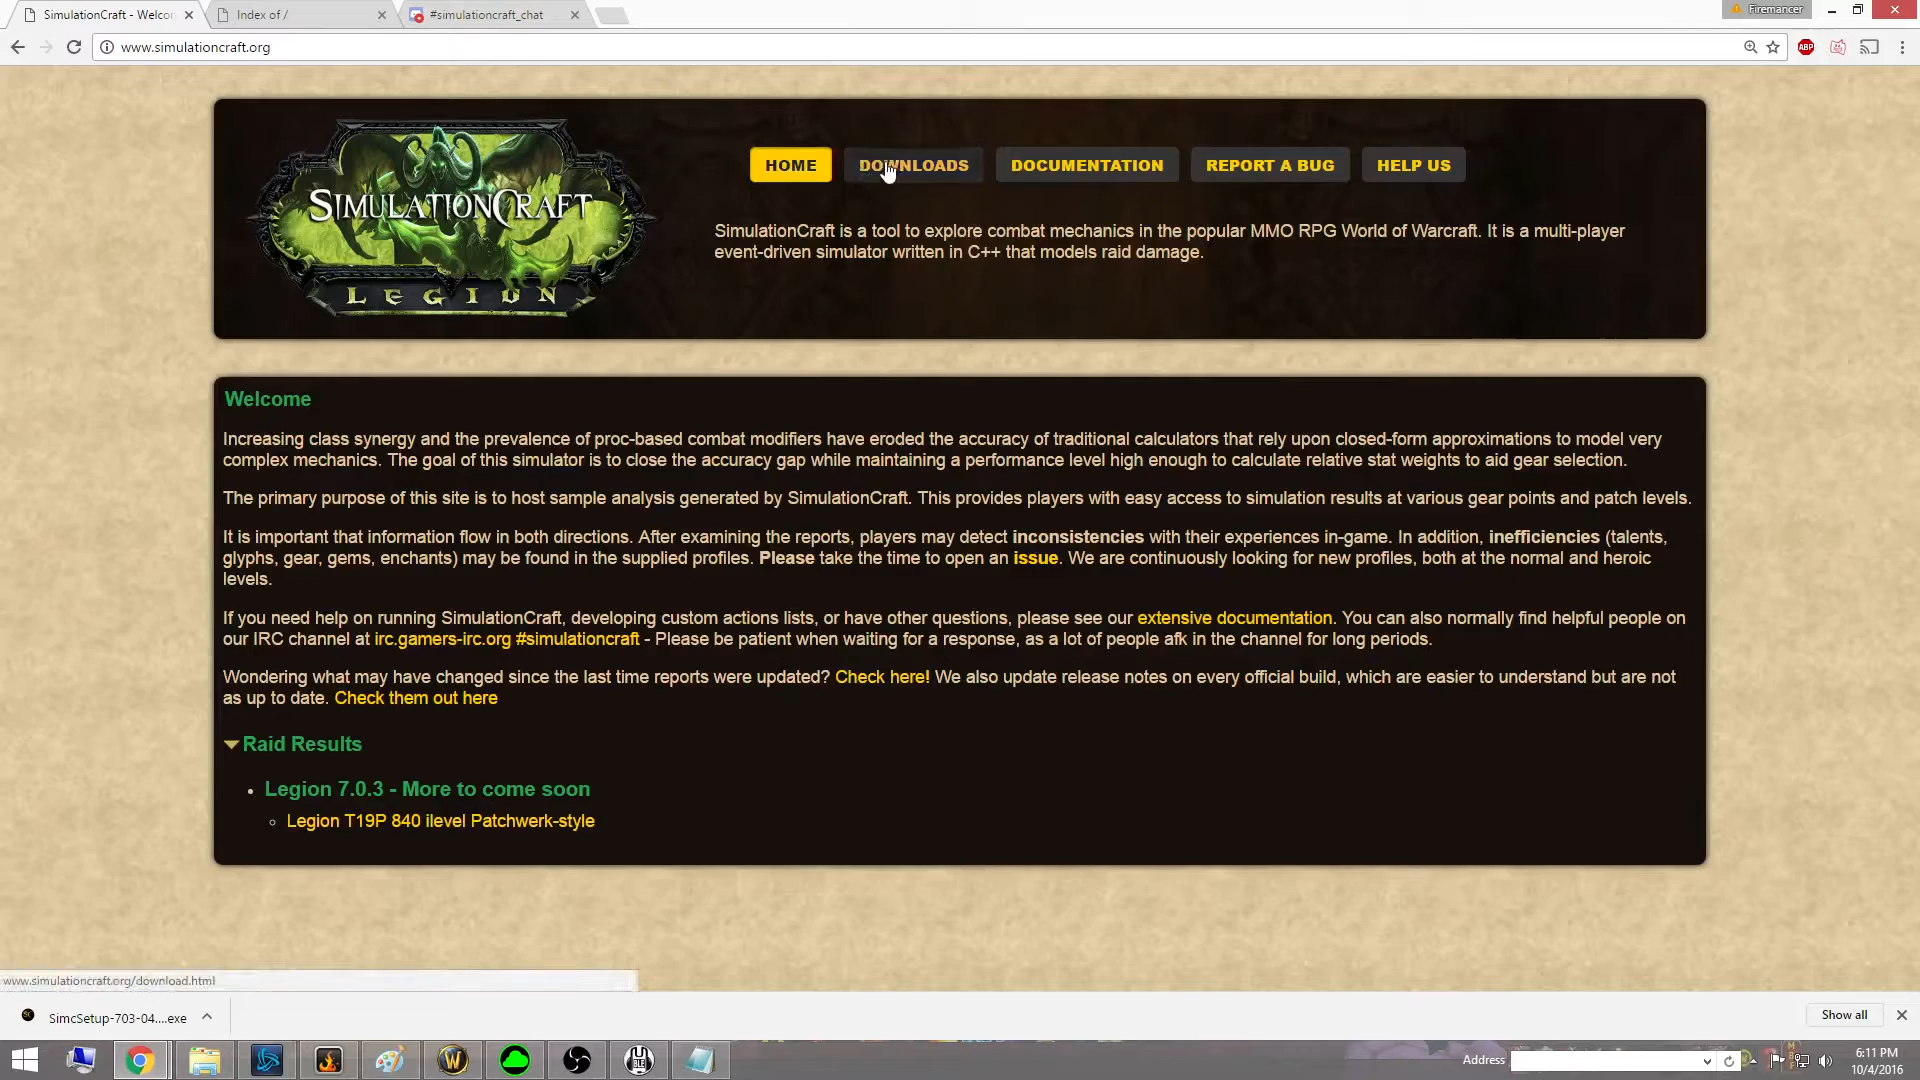 SimulationCraft - Welcom
Index of /
#simulationcraft_chat
Firemancer
www.simulationcraft.org
ABP
SIMULATIONCRAFT
LEGION
HOME
DOWNLOADS
DOCUMENTATION
REPORT A BUG
HELP US
SimulationCraft is a tool to explore combat mechanics in the popular MMO RPG World of Warcraft. It is a multi-player
event-driven simulator written in C++ that models raid damage.
Welcome
Increasing class synergy and the prevalence of proc-based combat modifiers have eroded the accuracy of traditional calculators that rely upon closed-form approximations to model very
complex mechanics. The goal of this simulator is to close the accuracy gap while maintaining a performance level high enough to calculate relative stat weights to aid gear selection.
The primary purpose of this site is to host sample analysis generated by SimulationCraft. This provides players with easy access to simulation results at various gear points and patch levels.
It is important that information flow in both directions. After examining the reports, players may detect inconsistencies with their experiences in-game. In addition, inefficiencies (talents,
glyphs, gear, gems, enchants) may be found in the supplied profiles. Please take the time to open an issue. We are continuously looking for new profiles, both at the normal and heroic
levels.
If you need help on running SimulationCraft, developing custom actions lists, or have other questions, please see our extensive documentation. You can also normally find helpful people on
our IRC channel at irc.gamers-irc.org #simulationcraft - Please be patient when waiting for a response, as a lot of people afk in the channel for long periods.
Wondering what may have changed since the last time reports were updated? Check here! We also update release notes on every official build, which are easier to understand but are not
as up to date. Check them out here
Raid Results
Legion 7.0.3 - More to come soon
Legion T19P 840 ilevel Patchwerk-style
www.simulationcraft.org/download.html
SimcSetup-703-04....exe
Show all
Address
6:11 PM
10/4/2016